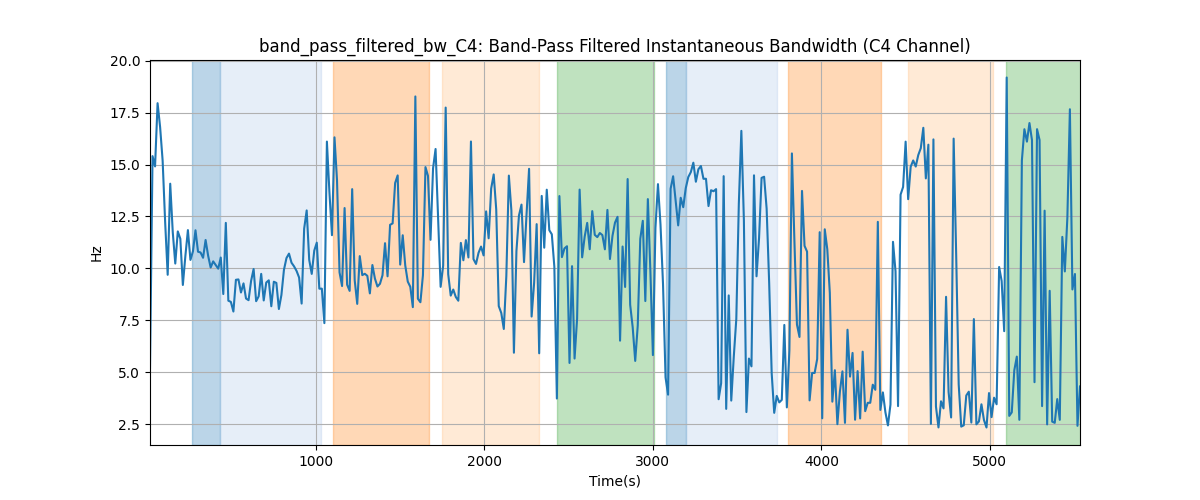 band_pass_filtered_bw_C4: Band-Pass Filtered Instantaneous Bandwidth (C4 Channel)
20.0
17.5
15.0
12.5
10.0
7.5
5.0
2.5
Hz
1000 2000 3000 4000 5000
Time(s)